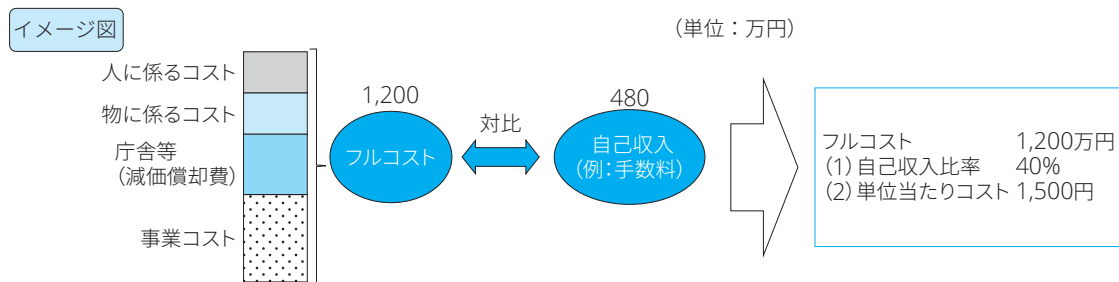 イメージ図
（単位：万円）
人に係るコスト
物に係るコスト
庁舎等
（減価償却費）
事業コスト
1,200
フルコスト
対比
480
自己収入
（例：手数料）
フルコスト 1,200万円
（1）自己収入比率 40%
（2）単位当たりコスト 1,500円